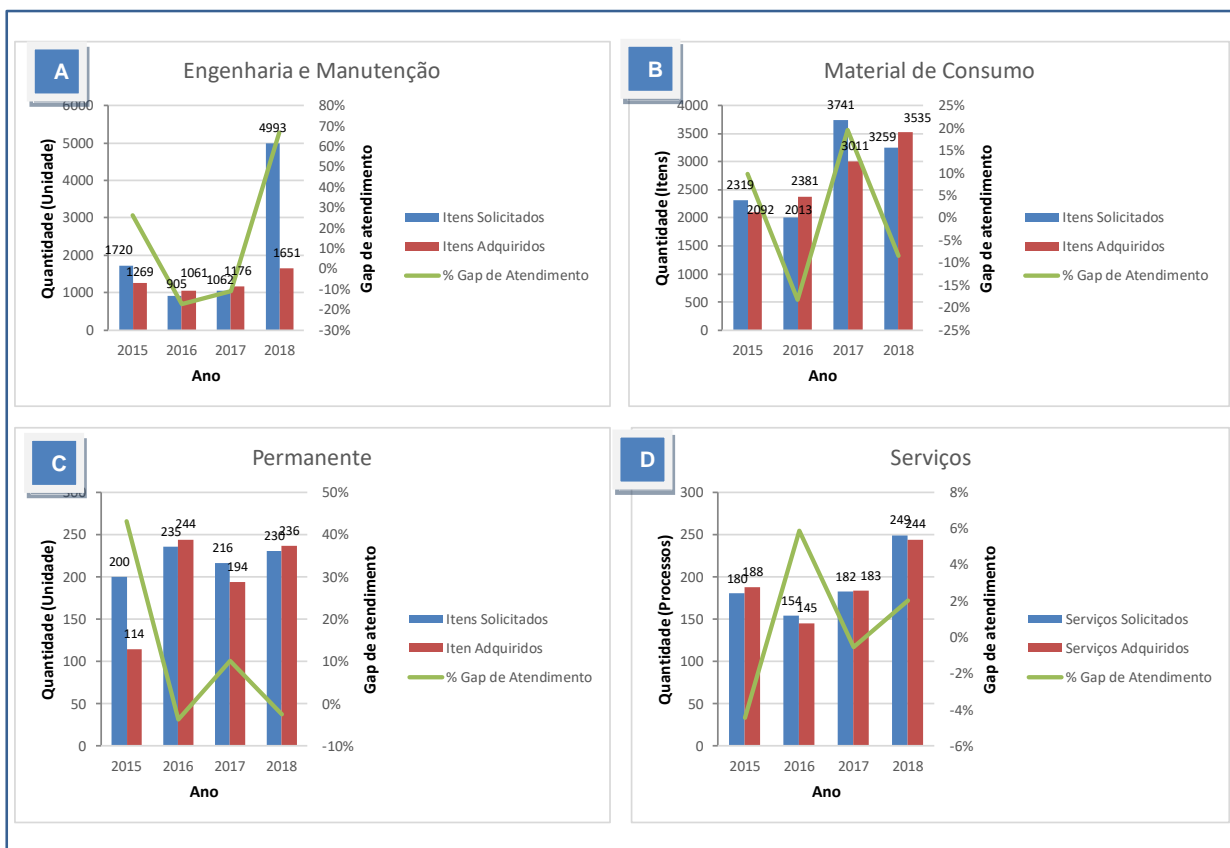 A
Engenharia e Manutenção
6000
5000
4000
3000
2000
1000
0
80%
70%
60%
50%
40%
30%
20%
10%
0%
-10%
-20%
-30%
Quantidade (Unidade)
Gap de atendimento
1720
1269
905
1061
1062
1176
4993
1651
2015 2016 2017 2018
Ano
Itens Solicitados
Itens Adquiridos
% Gap de Atendimento
B
Material de Consumo
4000
3500
3000
2500
2000
1500
1000
500
0
25%
20%
15%
10%
5%
0%
-5%
-10%
-15%
-20%
-25%
Quantidade (Itens)
Gap de atendimento
2319
2092
2013
2381
3741
3011
3259
3535
2015 2016 2017 2018
Ano
Itens Solicitados
Itens Adquiridos
% Gap de Atendimento
C
Permanente
300
250
200
150
100
50
0
50%
40%
30%
20%
10%
0%
-10%
Quantidade (Unidade)
Gap de atendimento
200
114
235
244
216
194
230
236
2015 2016 2017 2018
Ano
Itens Solicitados
Iten Adquiridos
% Gap de Atendimento
D
Serviços
300
250
200
150
100
50
0
8%
6%
4%
2%
0%
-2%
-4%
-6%
Quantidade (Processos)
Gap de atendimento
180
188
154
145
182
183
249
244
2015 2016 2017 2018
Ano
Serviços Solicitados
Serviços Adquiridos
% Gap de Atendimento